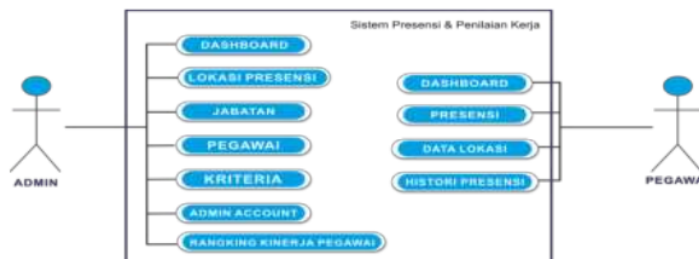 Sistem Presensi & Penilaian Kerja
DASHBOARD
LOKASI PRESENSI
JABATAN
PEGAWAI
KRITERIA
ADMIN ACCOUNT
RANGKING KINERJA PEGAWAI
ADMIN
DASHBOARD
PRESENSI
DATA LOKASI
HISTORI PRESENSI
PEGAWA